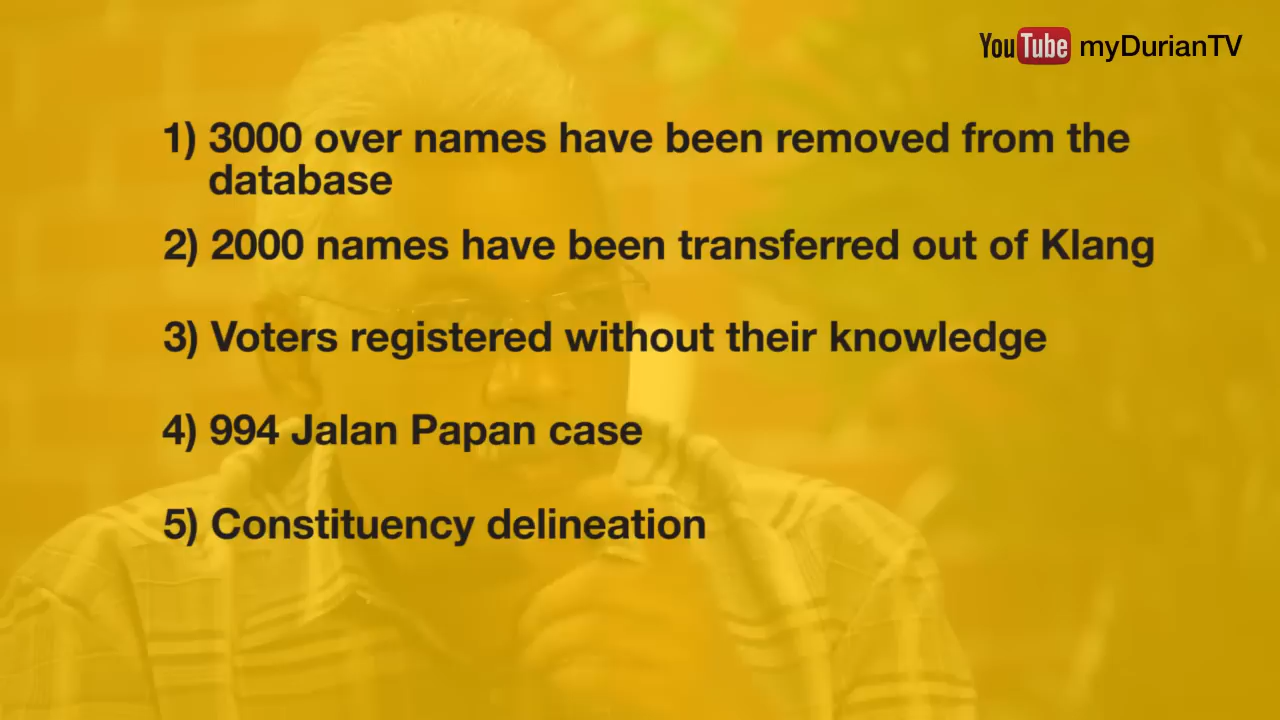 YouTube myDurianTV
1) 3000 over names have been removed from the
database
2) 2000 names have been transferred out of Klang
3) Voters registered without their knowledge
4) 994 Jalan Papan case
5) Constituency delineation